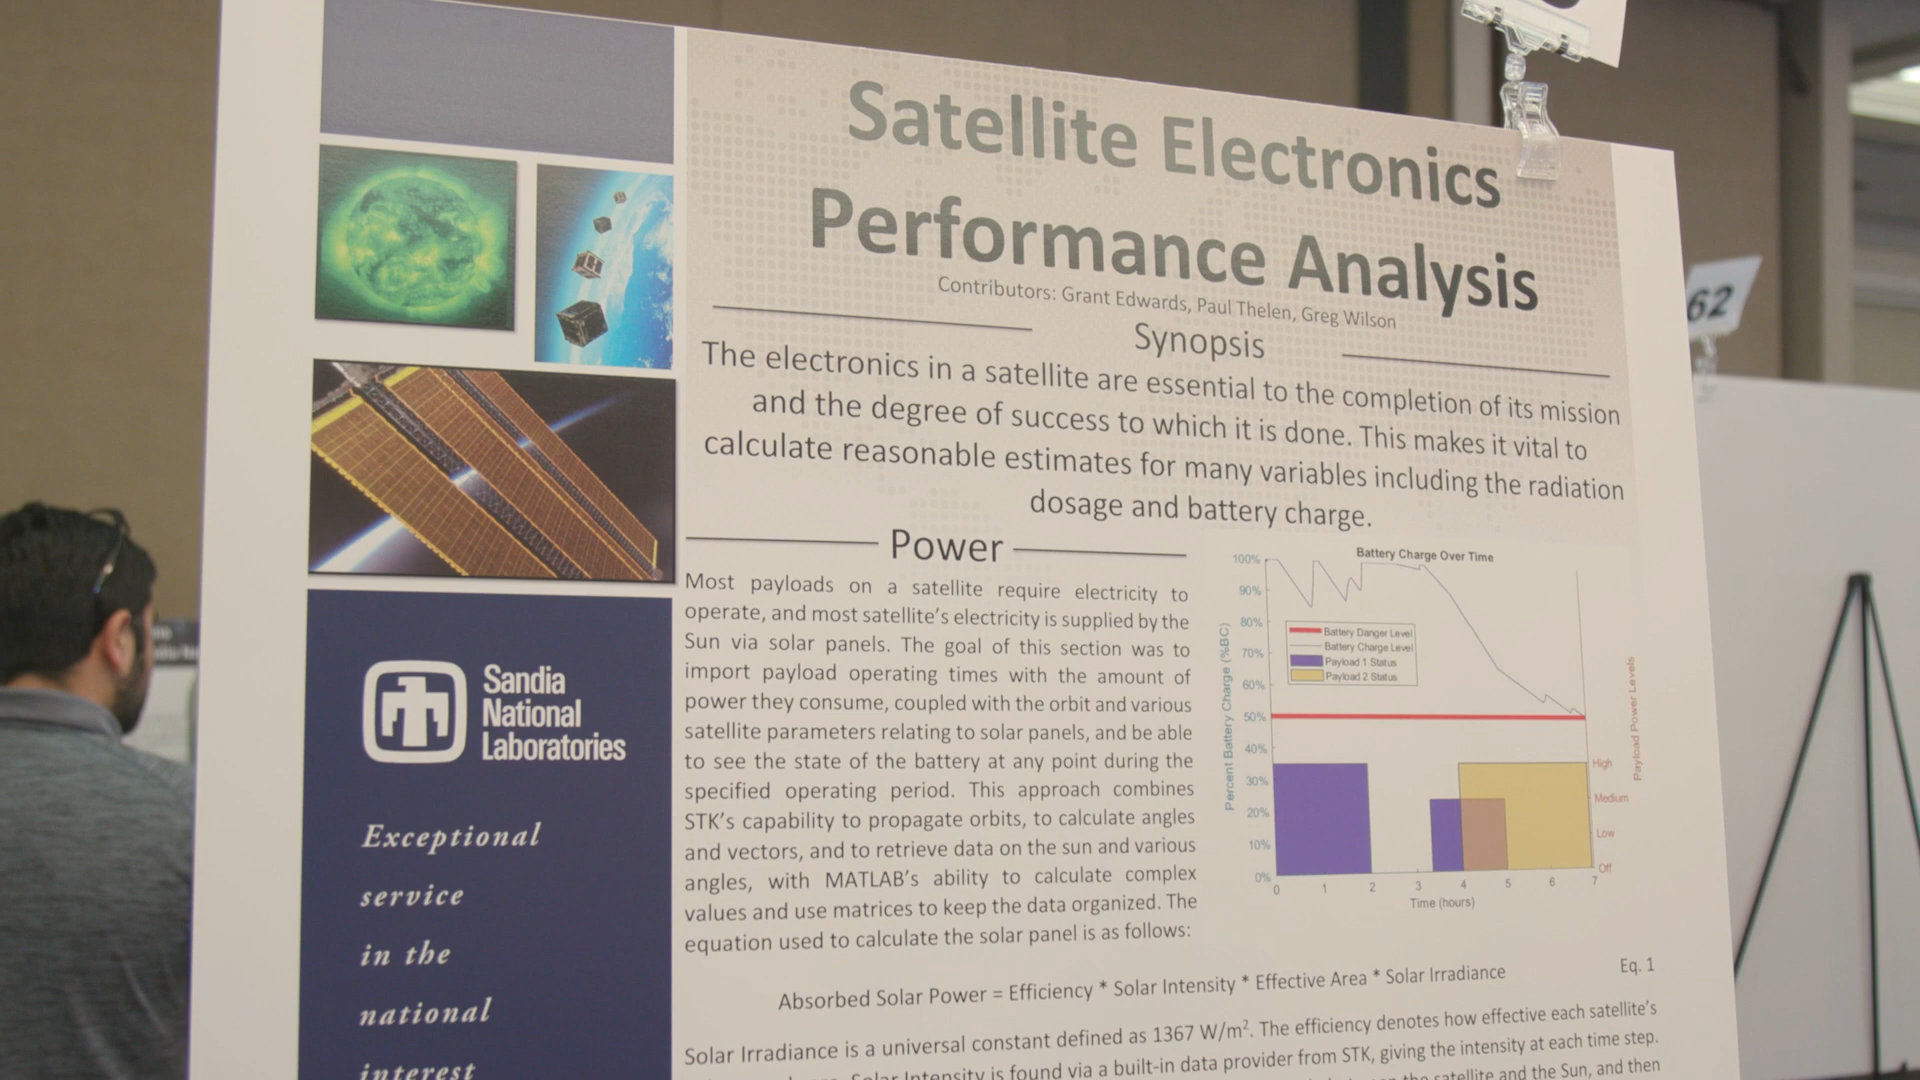 Satellite Electronics
Performance Analysis
Contributors: Grant Edwards, Paul Thelen, Greg Wilson
Synopsis
The electronics in a satellite are essential to the completion of its mission
and the degree of success to which it is done. This makes it vital to
calculate reasonable estimates for many variables including the radiation
dosage and battery charge.
Power
Most payloads on a satellite require electricity to
operate, and most satellite's electricity is supplied by the
Sun via solar panels. The goal of this section was to
import payload operating times with the amount of
power they consume, coupled with the orbit and various
satellite parameters relating to solar panels, and be able
to see the state of the battery at any point during the
specified operating period. This approach combines
STK's capability to propagate orbits, to calculate angles
and vectors, and to retrieve data on the sun and various
angles, with MATLAB's ability to calculate complex
values and use matrices to keep the data organized. The
equation used to calculate the solar panel is as follows:
Battery Charge Over Time
100%
90%
80%
70%
60%
50%
40%
30%
20%
10%
0%
Percent Battery Charge (%BC)
Battery Danger Level
Battery Charge Level
Payload 1 Status
Payload 2 Status
High
Medium
Low
Off
Payload Power Levels
0 1 2 3 4 5 6 7
Time (hours)
Absorbed Solar Power = Efficiency * Solar Intensity * Effective Area * Solar Irradiance Eq. 1
Solar Irradiance is a universal constant defined as 1367 W/m². The efficiency denotes how effective each satellite's
Solar Intensity is found via a built-in data provider from STK, giving the intensity at each time step.
the satellite and the Sun, and then
Sandia
National
Laboratories
Exceptional
service
in the
national
interest
62